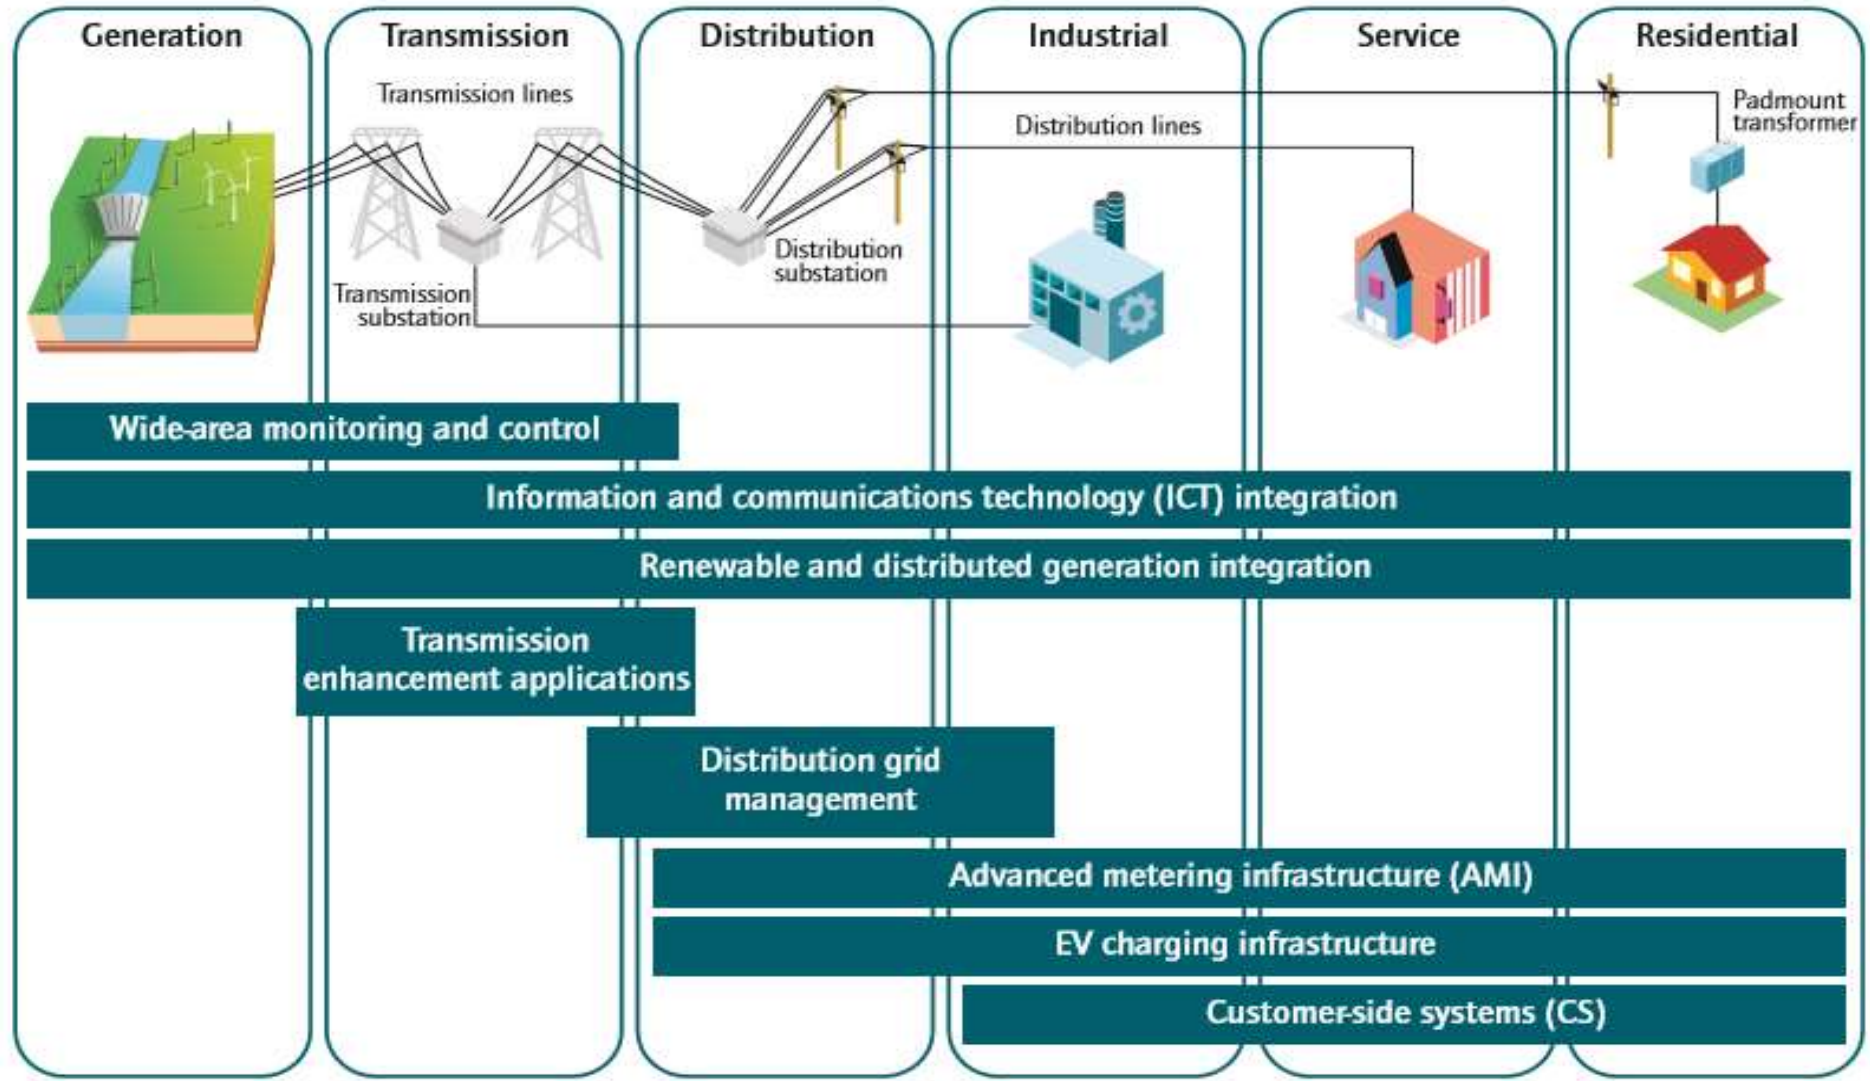 Generation
Transmission
Distribution
Industrial
Service
Residential
Transmission lines
Padmount
transformer
Distribution lines
Distribution
substation
Transmission
substation
Wide-area monitoring and control
Information and communications technology (ICT) integration
Renewable and distributed generation integration
Transmission
enhancement applications
Distribution grid
management
Advanced metering infrastructure (AMI)
EV charging infrastructure
Customer-side systems (CS)